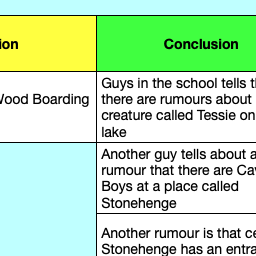 ion
Conclusion
Wood Boarding
Guys in the school tells th
there are rumours about
creature called Tessie on
lake
Another guy tells about a
rumour that there are Cav
Boys at a place called
Stonehenge
Another rumour is that ce
Stonehenge has an entra